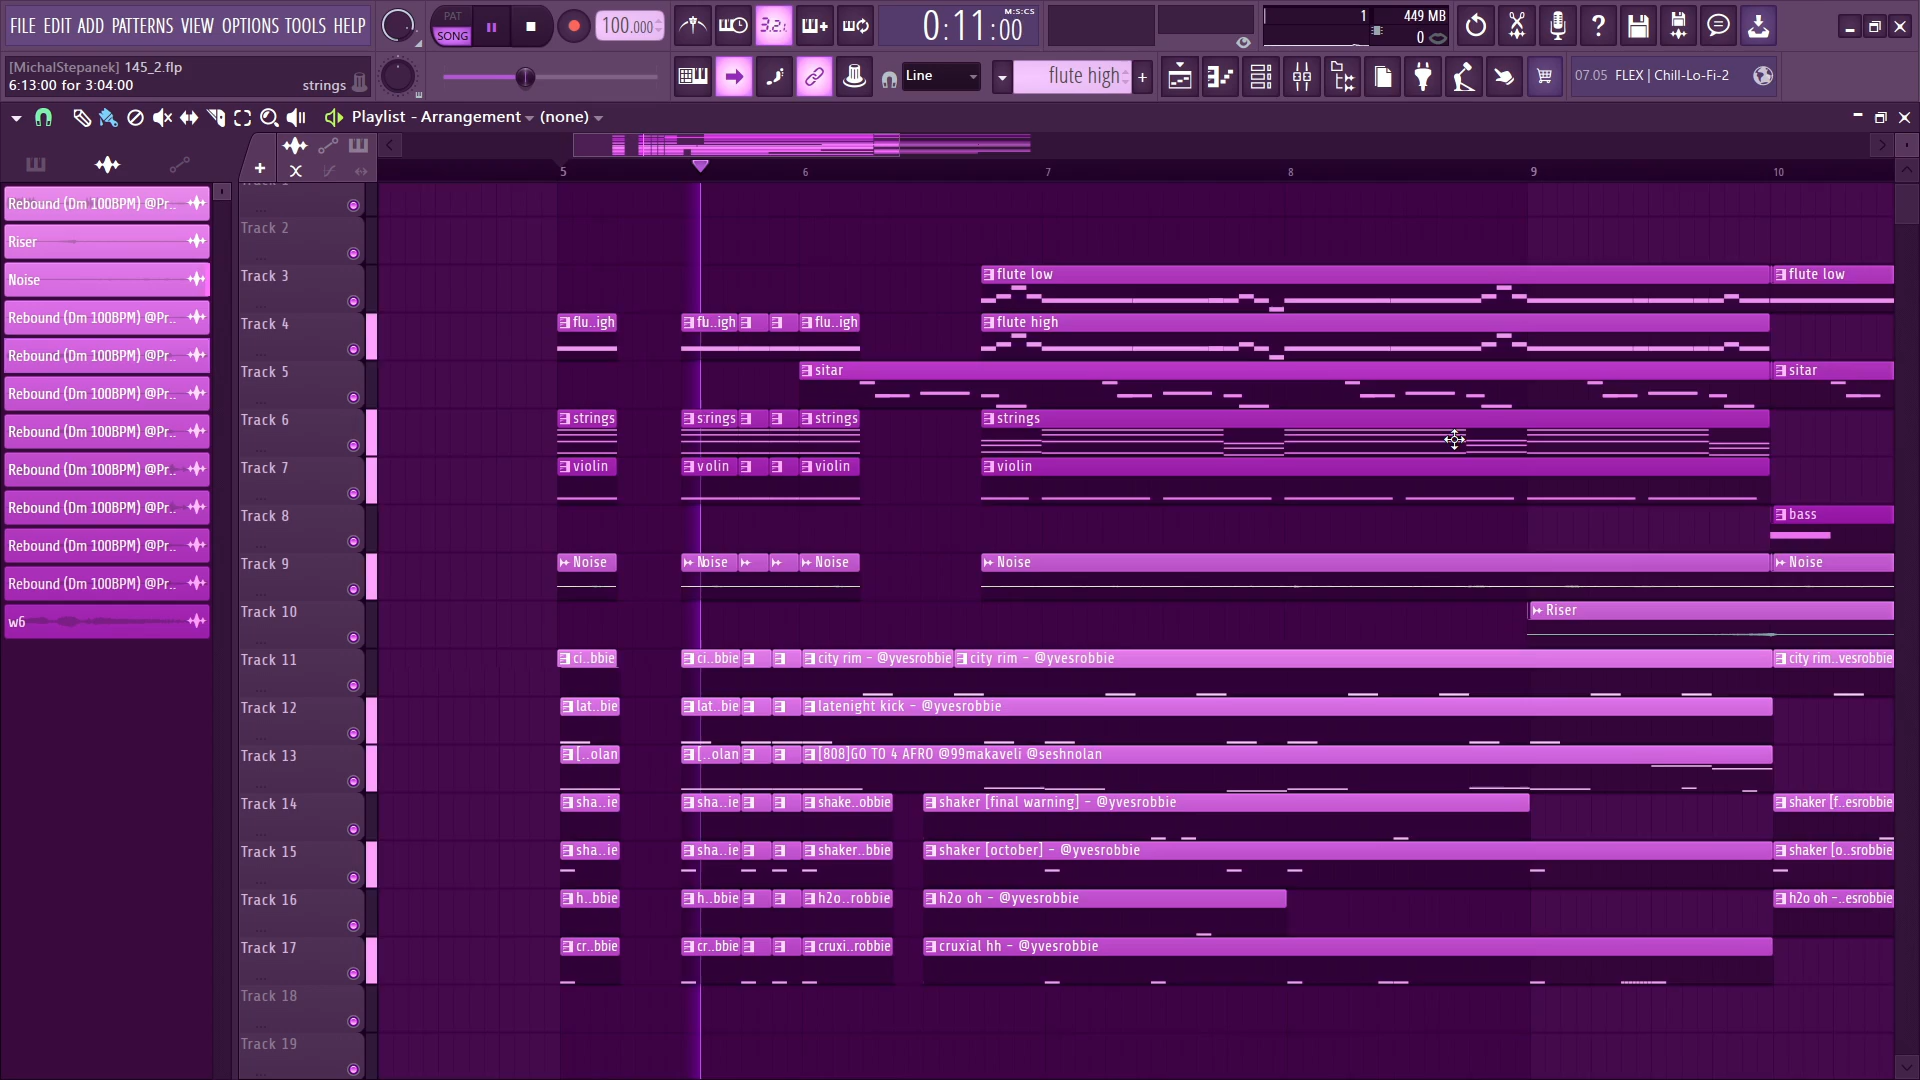 FILE EDIT ADD PATTERNS VIEW OPTIONS TOOLS HELP
PAT
SONG
100.000
3.2.
0:11:00
M:S:CS
1
449 MB
0
[MichalStepanek] 145_2.flp
6:13:00 for 3:04:00
strings
Line
flute high
07.05 FLEX | Chill-Lo-Fi-2
Playlist - Arrangement
(none)
5
6
7
8
9
10
Rebound (Dm 100BPM) @Pr..
Riser
Noise
Rebound (Dm 100BPM) @Pr..
Rebound (Dm 100BPM) @Pr..
Rebound (Dm 100BPM) @Pr..
Rebound (Dm 100BPM) @Pr..
Rebound (Dm 100BPM) @Pr..
Rebound (Dm 100BPM) @Pr..
Rebound (Dm 100BPM) @Pr..
Rebound (Dm 100BPM) @Pr..
w6
Track 2
Track 3
flute low
flute low
Track 4
flu..igh
flu..igh
flute high
Track 5
sitar
sitar
Track 6
strings
strings
strings
strings
Track 7
violin
violin
violin
Track 8
bass
Track 9
Noise
Noise
Noise
Noise
Noise
Track 10
Riser
Track 11
ci..bbie
ci..bbie
city rim - @yvesrobbie
city rim - @yvesrobbie
city rim..vesrobbie
Track 12
lat..bie
lat..bie
latenight kick - @yvesrobbie
Track 13
[..olan
[..olan
[808]GO TO 4 AFRO @99makaveli @seshnolan
Track 14
sha..ie
sha..ie
shake..obbie
shaker [final warning] - @yvesrobbie
shaker [f..esrobbie
Track 15
sha..ie
sha..ie
shaker..bbie
shaker [october] - @yvesrobbie
shaker [o..srobbie
Track 16
h..bbie
h..bbie
h2o..robbie
h2o oh - @yvesrobbie
h2o oh -..esrobbie
Track 17
cr..bbie
cr..bbie
cruxi..robbie
cruxial hh - @yvesrobbie
Track 18
Track 19